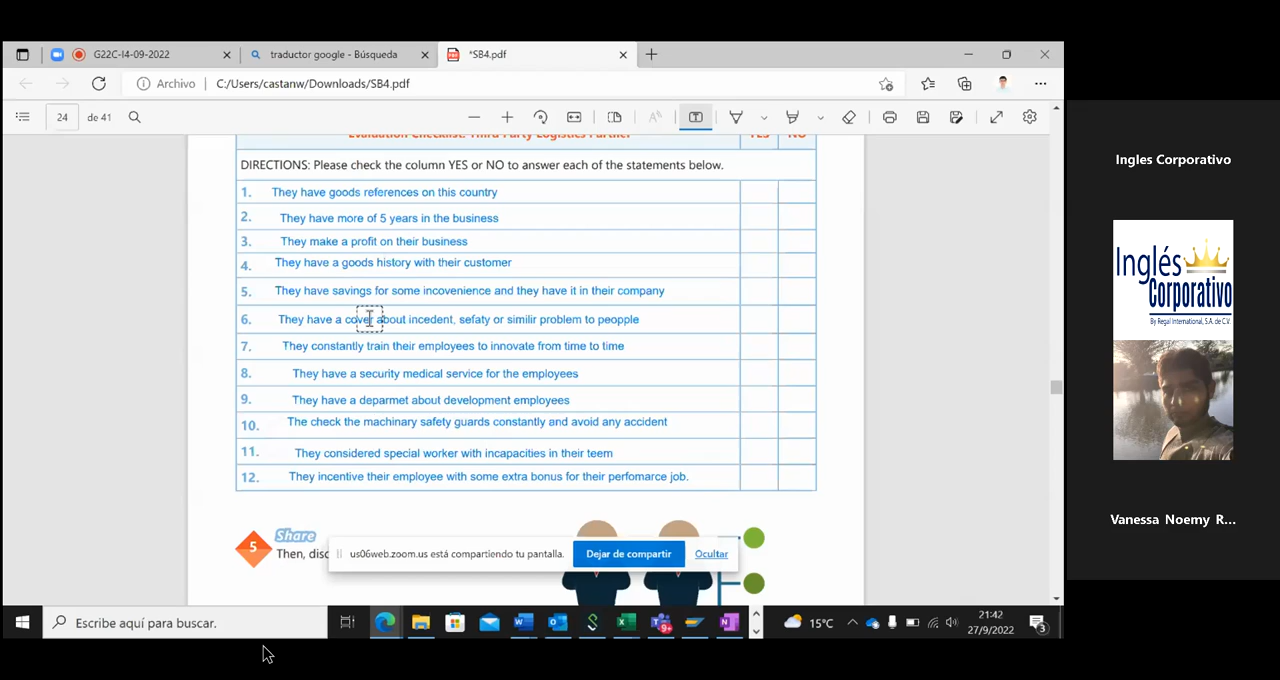 G22C-I4-09-2022
traductor google - Búsqueda
*SB4.pdf
Archivo
C:/Users/castanw/Downloads/SB4.pdf
24
de 41
Evaluation Checklist: Third Party Logistics Partner
YES
NO
DIRECTIONS: Please check the column YES or NO to answer each of the statements below.
1. They have goods references on this country
2. They have more of 5 years in the business
3. They make a profit on their business
4. They have a goods history with their customer
5. They have savings for some incovenience and they have it in their company
6. They have a cover about incedent, sefaty or similir problem to peopple
7. They constantly train their employees to innovate from time to time
8. They have a security medical service for the employees
9. They have a deparmet about development employees
10. The check the machinary safety guards constantly and avoid any accident
11. They considered special worker with incapacities in their teem
12. They incentive their employee with some extra bonus for their perfomarce job.
5
Share
Then, disc
us06web.zoom.us está compartiendo tu pantalla.
Dejar de compartir
Ocultar
Escribe aquí para buscar.
9+
15°C
21:42
27/9/2022
3
Ingles Corporativo
Inglés
Corporativo
By Regal International, S.A. de C.V.
Vanessa Noemy R...